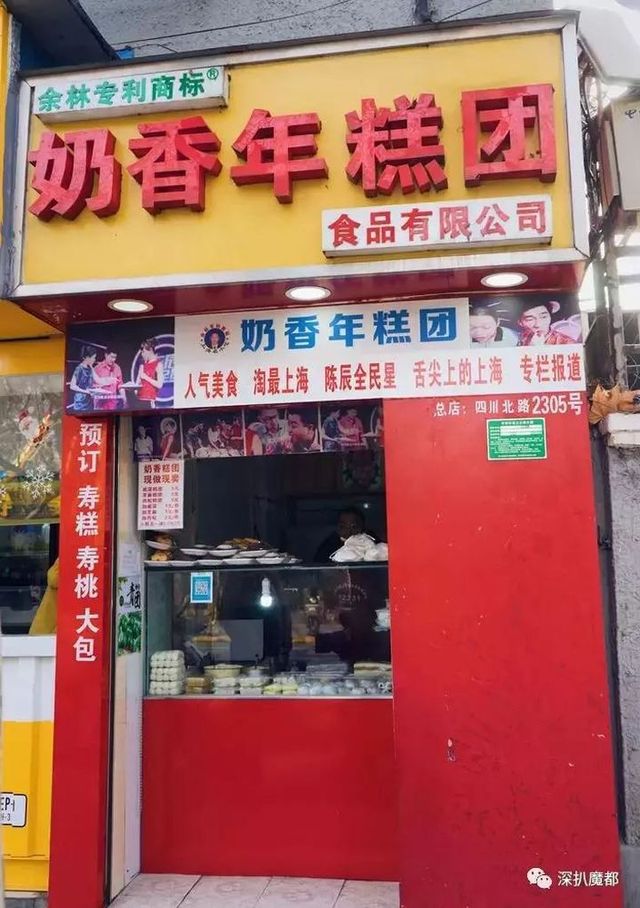 余林专利商标®
奶香年糕团
食品有限公司
奶香年糕团
人气美食 淘最上海 陈辰全民星 舌尖上的上海 专栏报道
总店：四川北路2305号
预订 寿糕 寿桃 大包
奶香糕团
现做现卖
青团
深扒魔都